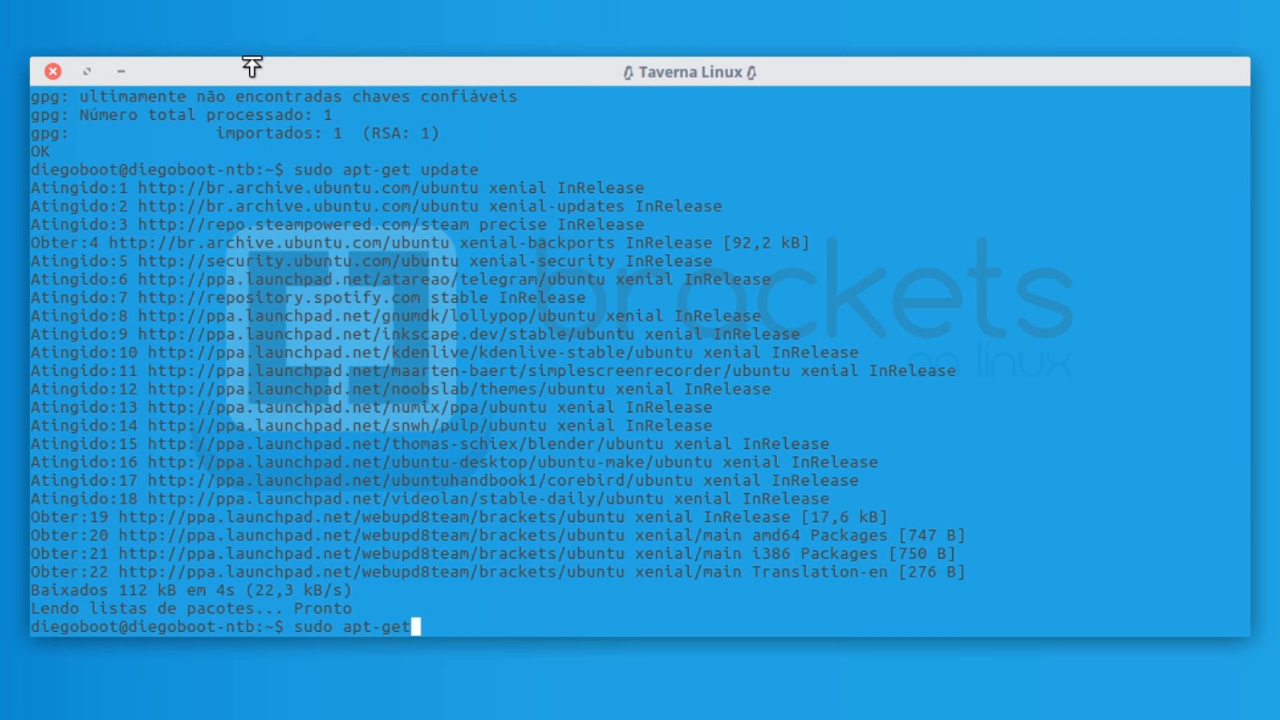 Taverna Linux
gpg: ultimamente não encontradas chaves confiáveis
gpg: Número total processado: 1
gpg:               importados: 1  (RSA: 1)
OK
diegoboot@diegoboot-ntb:~$ sudo apt-get update
Atingido:1 http://br.archive.ubuntu.com/ubuntu xenial InRelease
Atingido:2 http://br.archive.ubuntu.com/ubuntu xenial-updates InRelease
Atingido:3 http://repo.steampowered.com/steam precise InRelease
Obter:4 http://br.archive.ubuntu.com/ubuntu xenial-backports InRelease [92,2 kB]
Atingido:5 http://security.ubuntu.com/ubuntu xenial-security InRelease
Atingido:6 http://ppa.launchpad.net/atareao/telegram/ubuntu xenial InRelease
Atingido:7 http://repository.spotify.com stable InRelease
Atingido:8 http://ppa.launchpad.net/gnumdk/lollypop/ubuntu xenial InRelease
Atingido:9 http://ppa.launchpad.net/inkscape.dev/stable/ubuntu xenial InRelease
Atingido:10 http://ppa.launchpad.net/kdenlive/kdenlive-stable/ubuntu xenial InRelease
Atingido:11 http://ppa.launchpad.net/maarten-baert/simplescreenrecorder/ubuntu xenial InRelease
Atingido:12 http://ppa.launchpad.net/noobslab/themes/ubuntu xenial InRelease
Atingido:13 http://ppa.launchpad.net/numix/ppa/ubuntu xenial InRelease
Atingido:14 http://ppa.launchpad.net/snwh/pulp/ubuntu xenial InRelease
Atingido:15 http://ppa.launchpad.net/thomas-schiex/blender/ubuntu xenial InRelease
Atingido:16 http://ppa.launchpad.net/ubuntu-desktop/ubuntu-make/ubuntu xenial InRelease
Atingido:17 http://ppa.launchpad.net/ubuntuhandbook1/corebird/ubuntu xenial InRelease
Atingido:18 http://ppa.launchpad.net/videolan/stable-daily/ubuntu xenial InRelease
Obter:19 http://ppa.launchpad.net/webupd8team/brackets/ubuntu xenial InRelease [17,6 kB]
Obter:20 http://ppa.launchpad.net/webupd8team/brackets/ubuntu xenial/main amd64 Packages [747 B]
Obter:21 http://ppa.launchpad.net/webupd8team/brackets/ubuntu xenial/main i386 Packages [750 B]
Obter:22 http://ppa.launchpad.net/webupd8team/brackets/ubuntu xenial/main Translation-en [276 B]
Baixados 112 kB em 4s (22,3 kB/s)
Lendo listas de pacotes... Pronto
diegoboot@diegoboot-ntb:~$ sudo apt-get
brackets
no linux